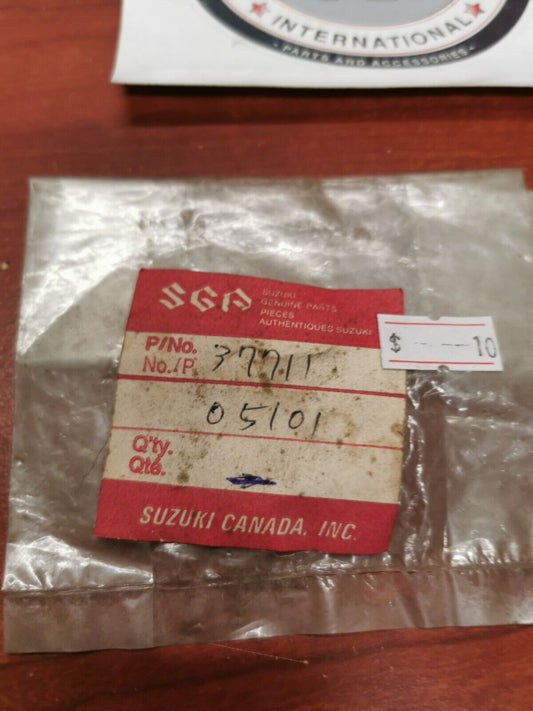 INTERNATIONAL
- PARTS AND ACCESSORIES -
SGP
SUZUKI
GENUINE PARTS
PIÈCES
AUTHENTIQUES SUZUKI
P/No.
No./P. 37711
05101
Q'ty.
Qté.
SUZUKI CANADA, INC.
$ --.--10